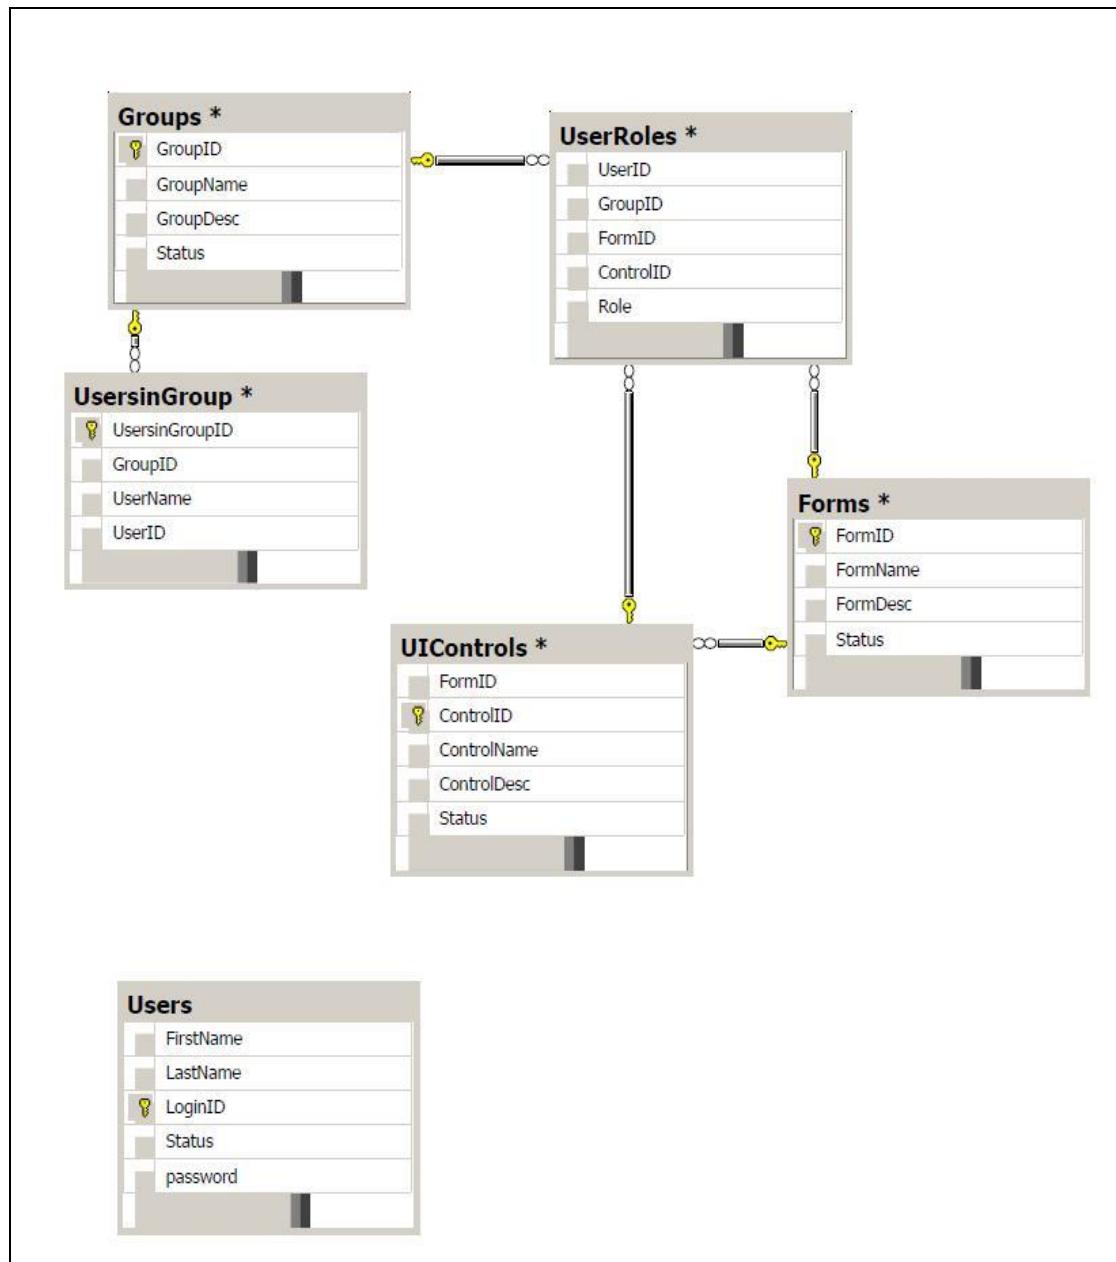 Groups *
GroupID
GroupName
GroupDesc
Status
UserRoles *
UserID
GroupID
FormID
ControlID
Role
UsersinGroup *
UsersinGroupID
GroupID
UserName
UserID
Forms *
FormID
FormName
FormDesc
Status
UIControls *
FormID
ControlID
ControlName
ControlDesc
Status
Users
FirstName
LastName
LoginID
Status
password